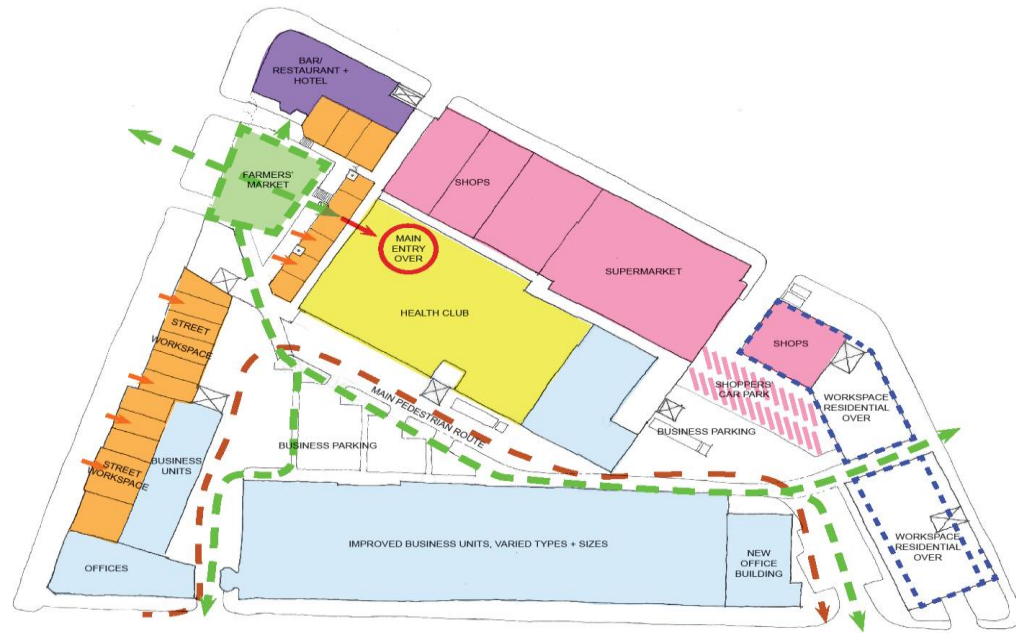 BAR/
RESTAURANT +
HOTEL
FARMERS'
MARKET
SHOPS
MAIN
ENTRY
OVER
SUPERMARKET
HEALTH CLUB
SHOPS
STREET
WORKSPACE
SHOPPERS'
CAR PARK
WORKSPACE
RESIDENTIAL
OVER
MAIN PEDESTRIAN ROUTE
BUSINESS PARKING
BUSINESS PARKING
BUSINESS
UNITS
STREET
WORKSPACE
IMPROVED BUSINESS UNITS, VARIED TYPES + SIZES
NEW
OFFICE
BUILDING
WORKSPACE
RESIDENTIAL
OVER
OFFICES